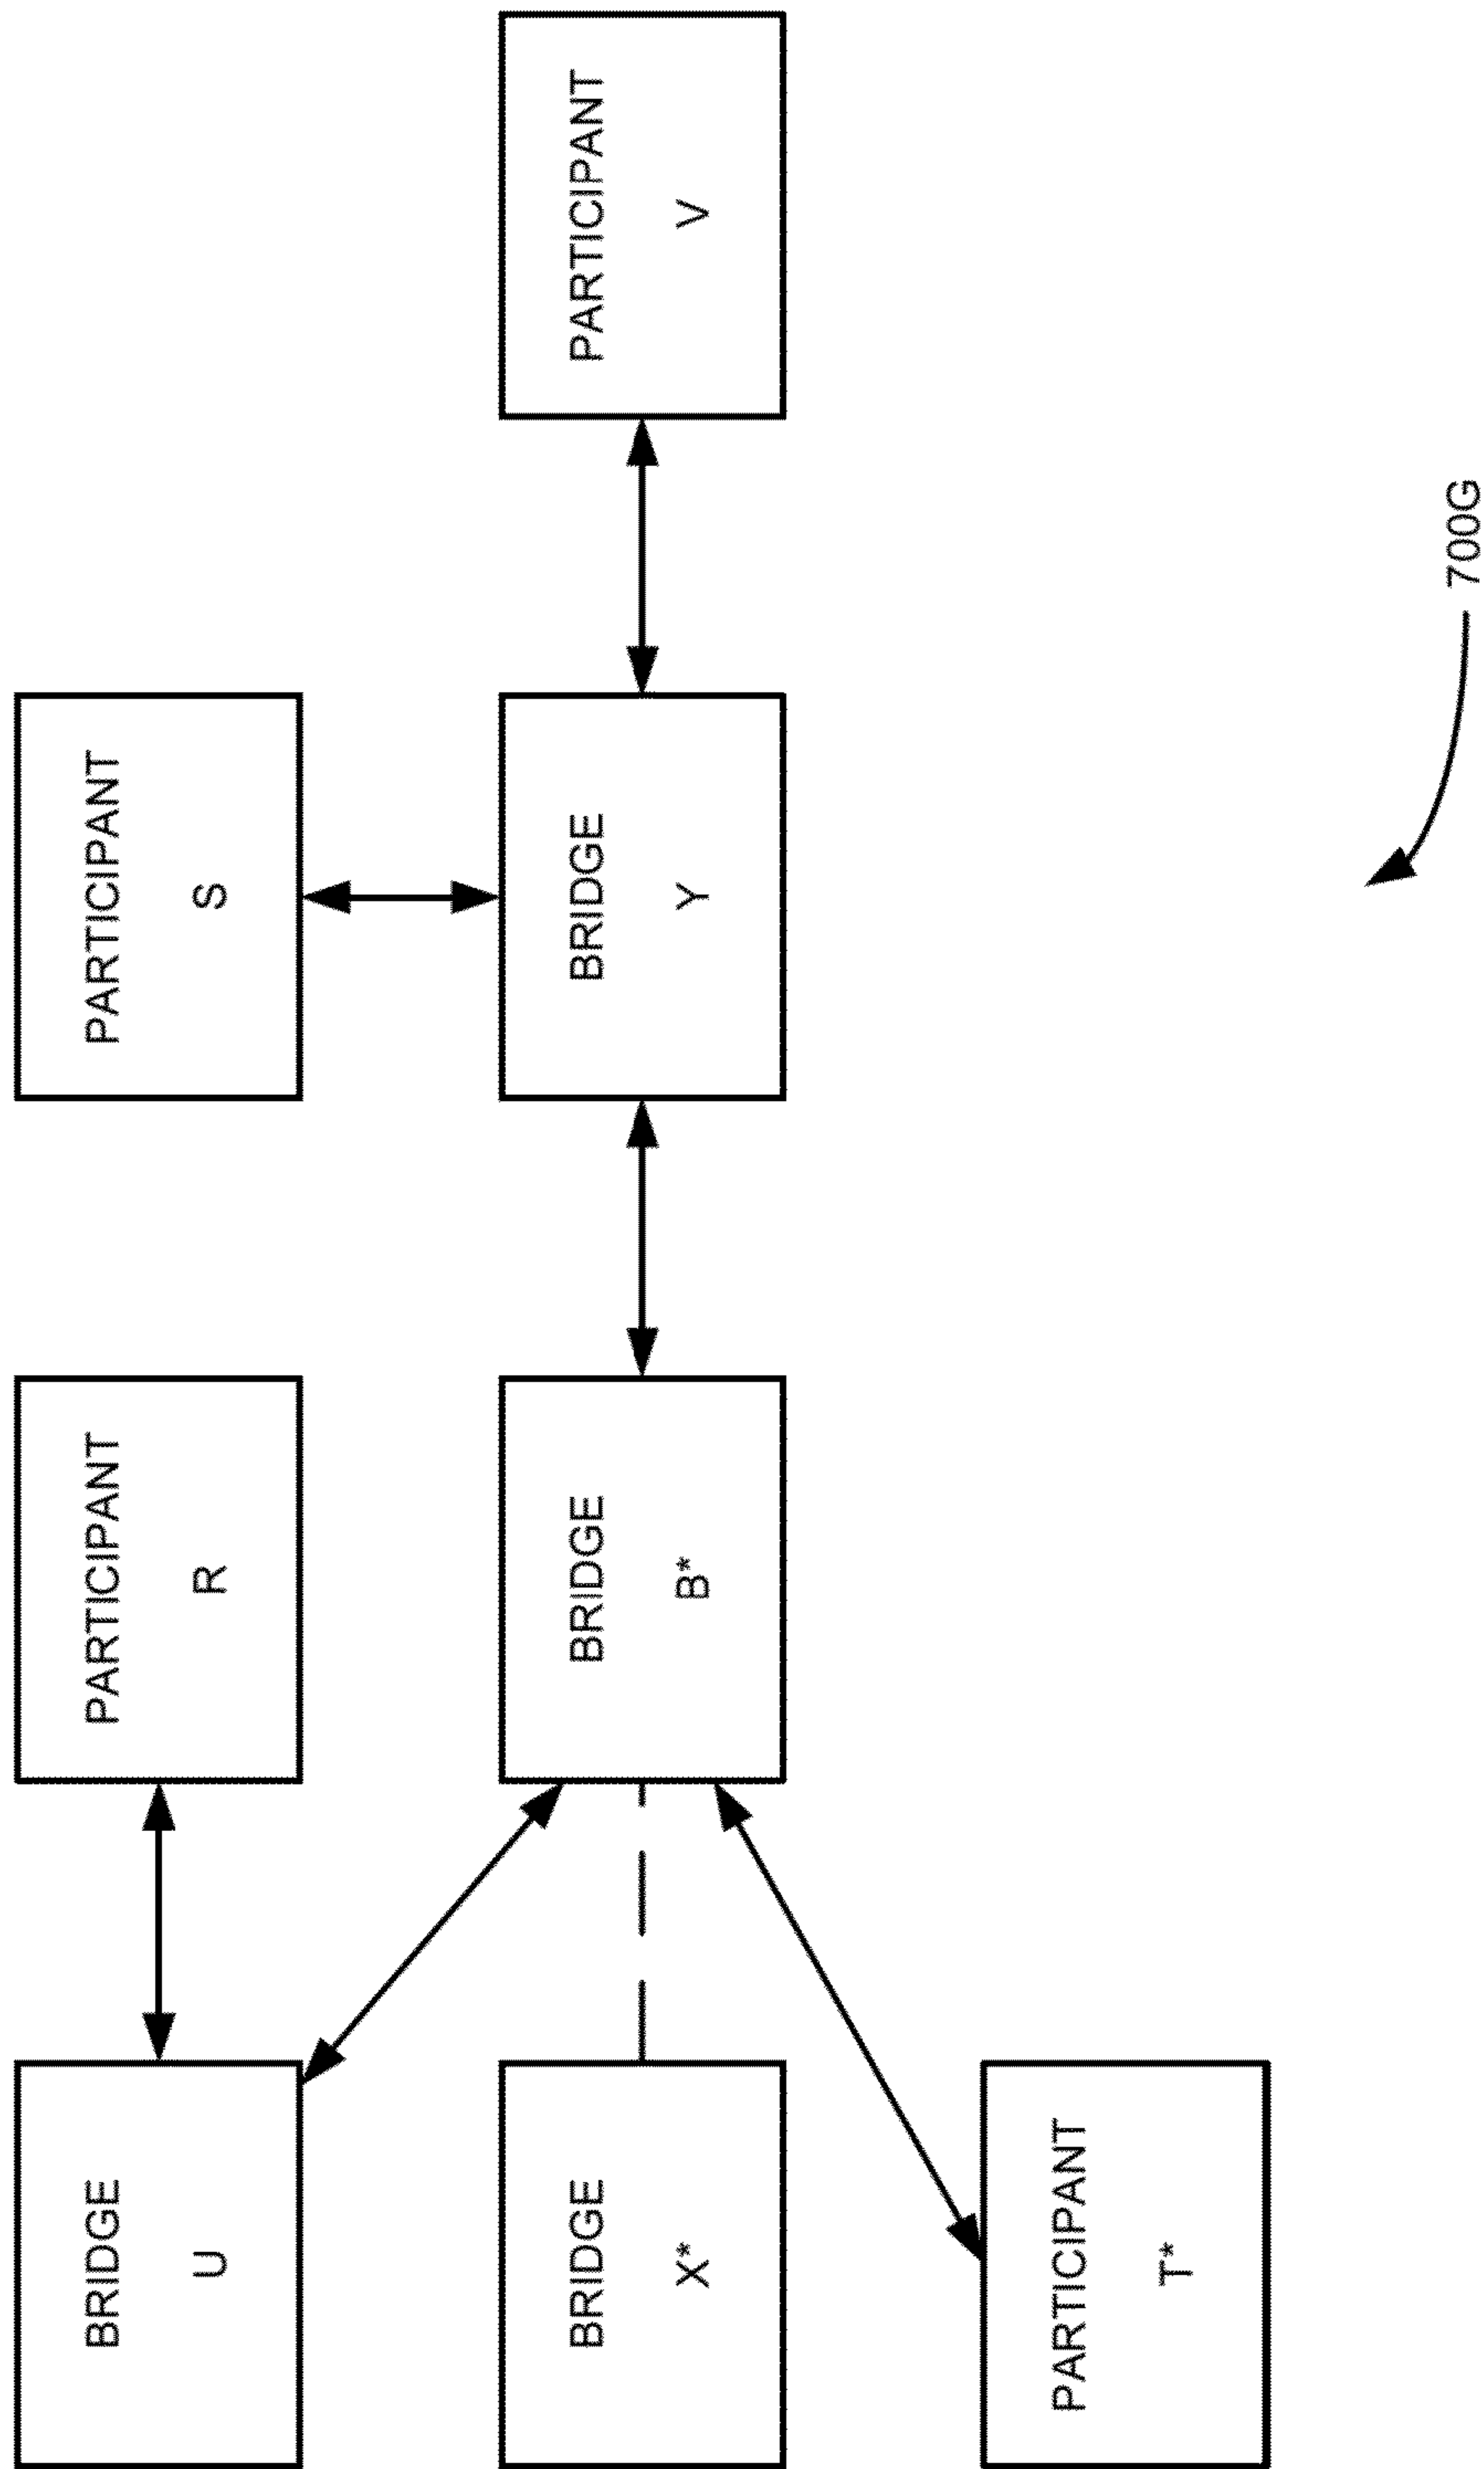 BRIDGE
U
PARTICIPANT
R
PARTICIPANT
S
BRIDGE
X*
BRIDGE
B*
BRIDGE
Y
PARTICIPANT
V
PARTICIPANT
T*
700G